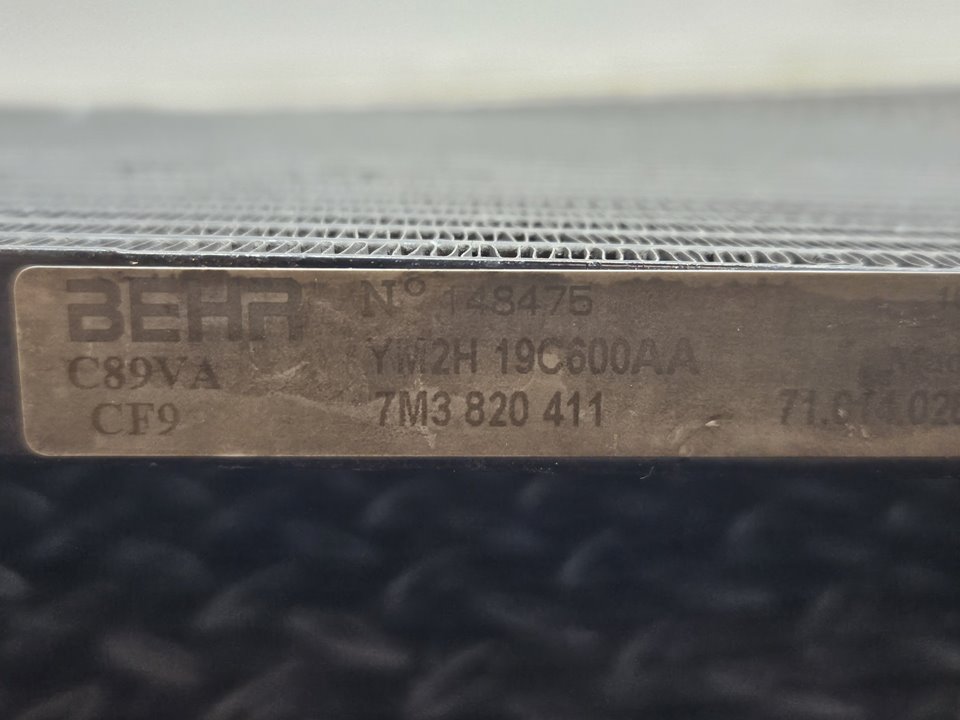 BEHR N° 148475
C89VA YM2H 19C600AA
CF9 7M3 820 411